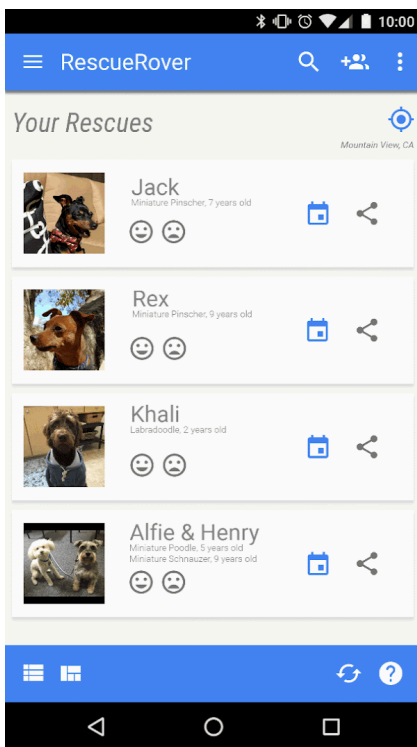 10:00
RescueRover
Your Rescues
Mountain View, CA
Jack
Miniature Pinscher, 7 years old
Rex
Miniature Pinscher, 9 years old
Khali
Labradoodle, 2 years old
Alfie & Henry
Miniature Poodle, 5 years old
Miniature Schnauzer, 9 years old